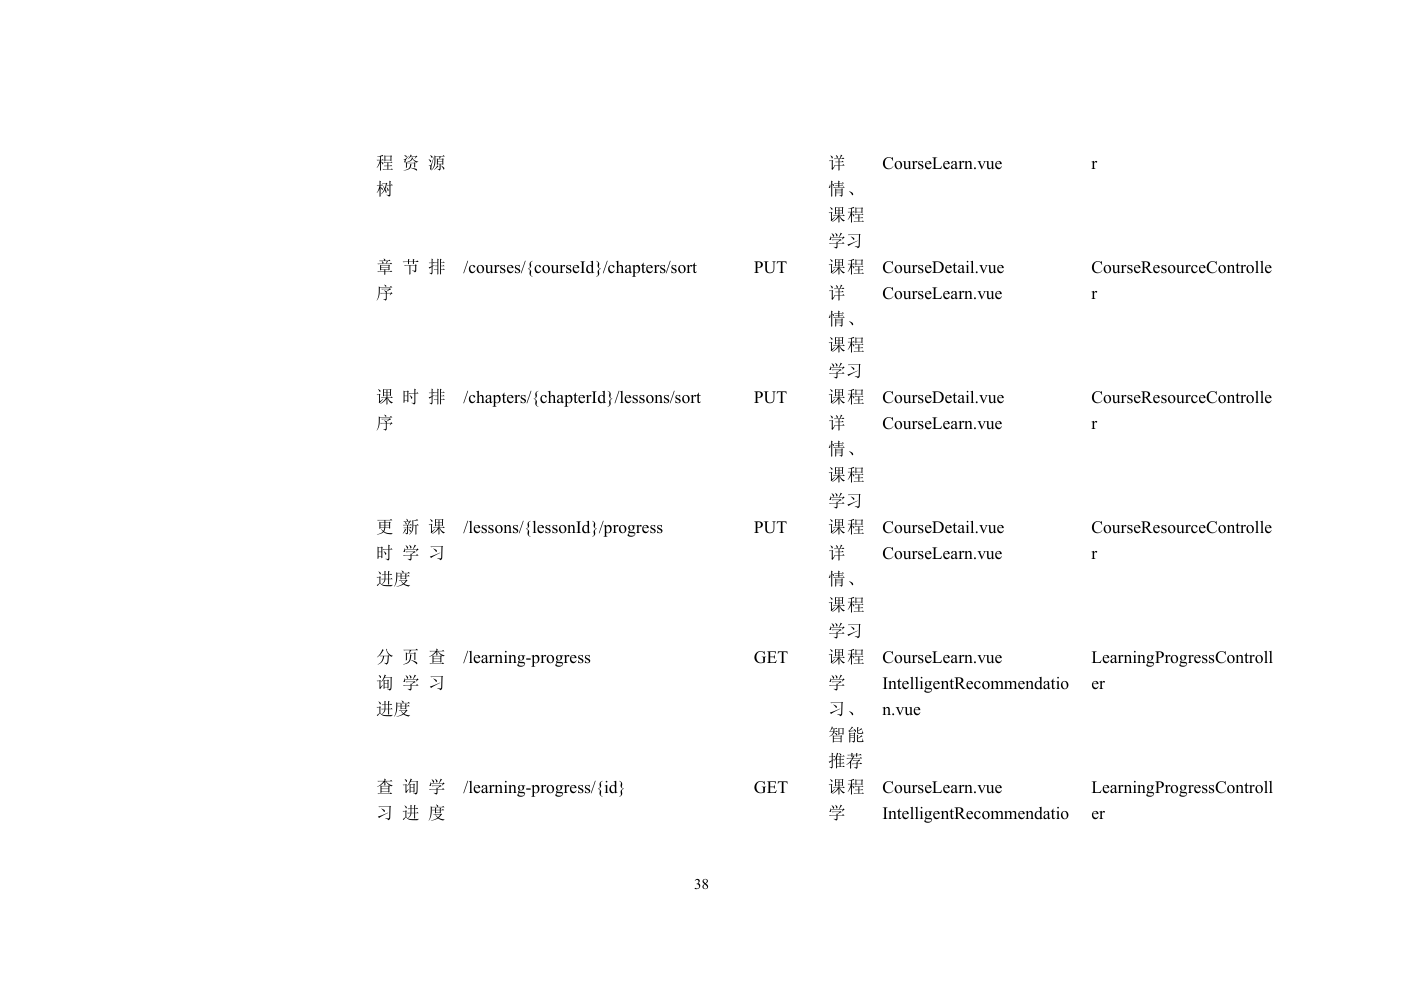 程资源 详 CourseLearn.vue r
树 情、
课程
学习
章节排 /courses/{courseId}/chapters/sort PUT 课程 CourseDetail.vue CourseResourceControlle
序 详 CourseLearn.vue r
情、
课程
学习
课时排 /chapters/{chapterId}/lessons/sort PUT 课程 CourseDetail.vue CourseResourceControlle
序 详 CourseLearn.vue r
情、
课程
学习
更新课 /lessons/{lessonId}/progress PUT 课程 CourseDetail.vue CourseResourceControlle
时学习 详 CourseLearn.vue r
进度 情、
课程
学习
分页查 /learning-progress GET 课程 CourseLearn.vue LearningProgressControll
询学习 学 IntelligentRecommendatio er
进度 习、 n.vue
智能
推荐
查询学 /learning-progress/{id} GET 课程 CourseLearn.vue LearningProgressControll
习进度 学 IntelligentRecommendatio er
38